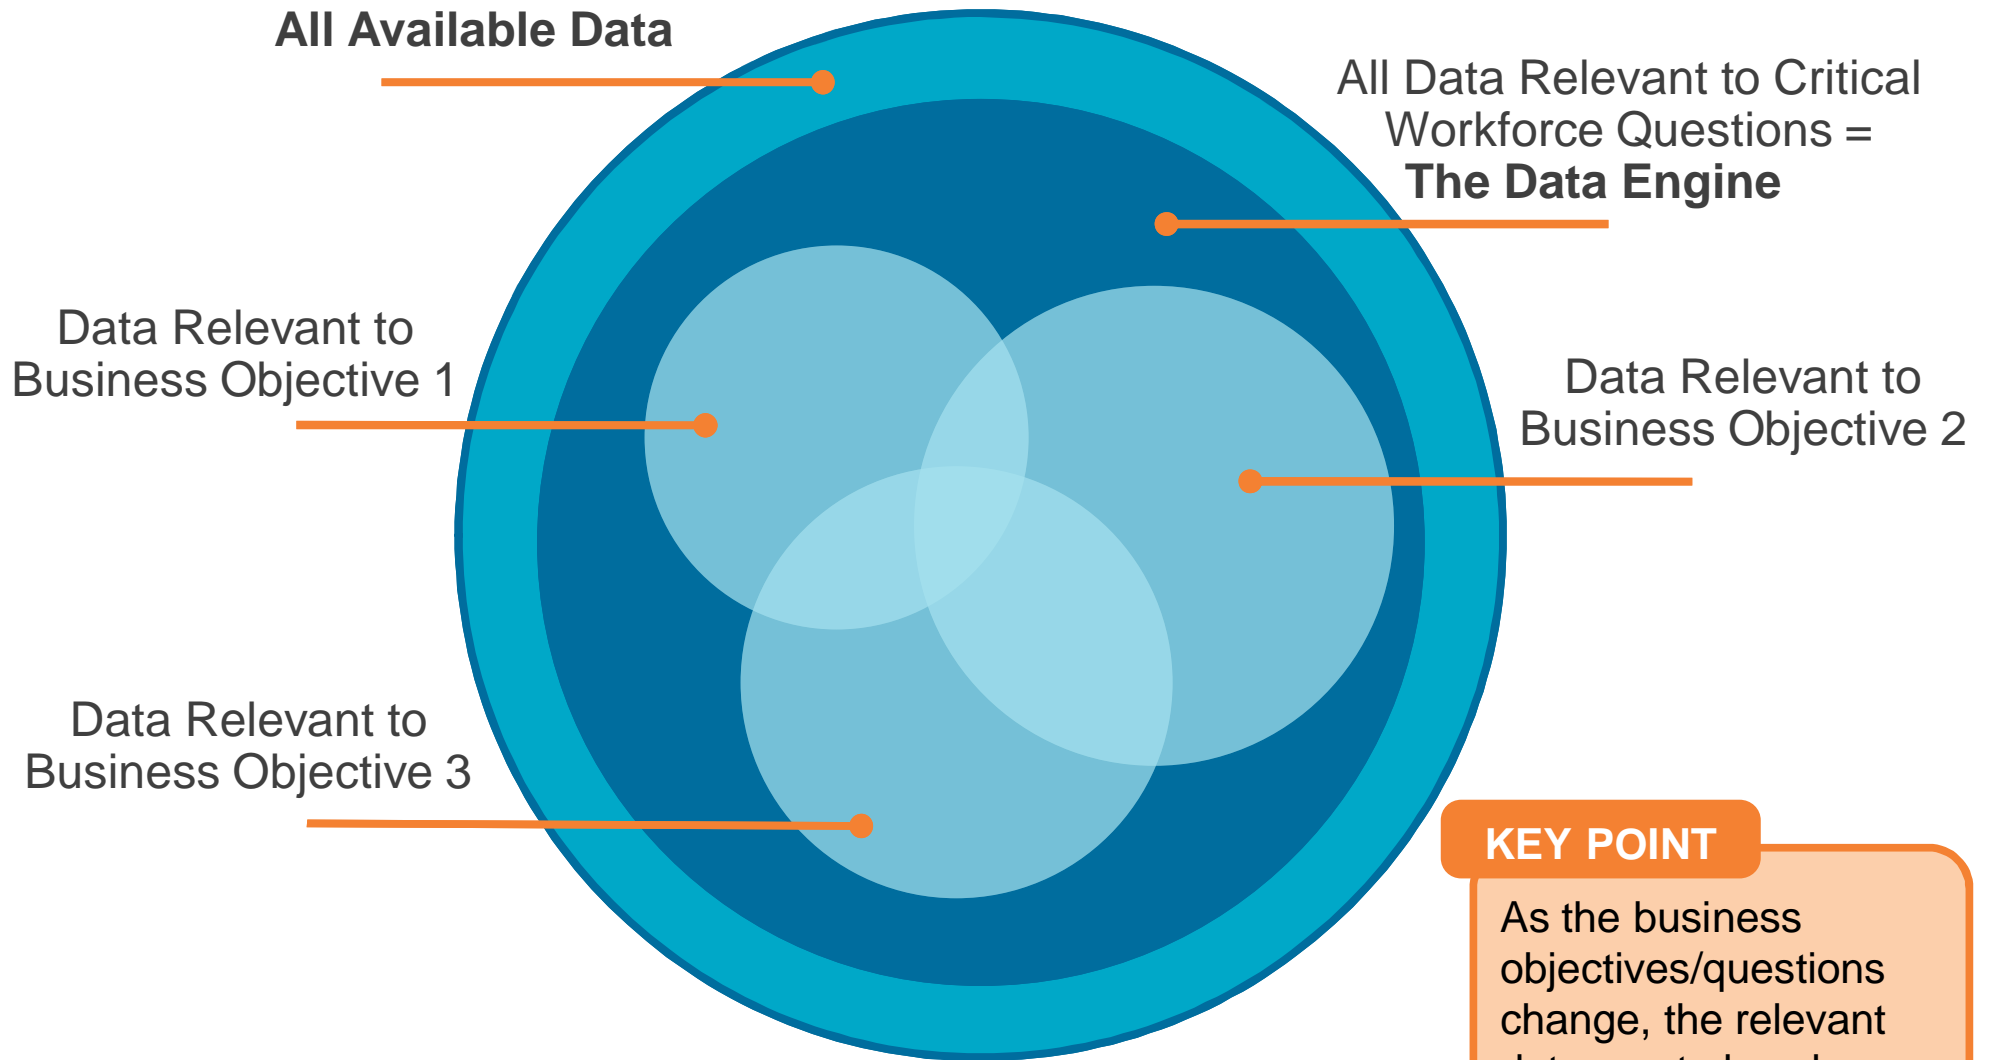 All Available Data
All Data Relevant to Critical
Workforce Questions =
The Data Engine
Data Relevant to
Business Objective 1
Data Relevant to
Business Objective 2
Data Relevant to
Business Objective 3
KEY POINT
As the business
objectives/questions
change, the relevant